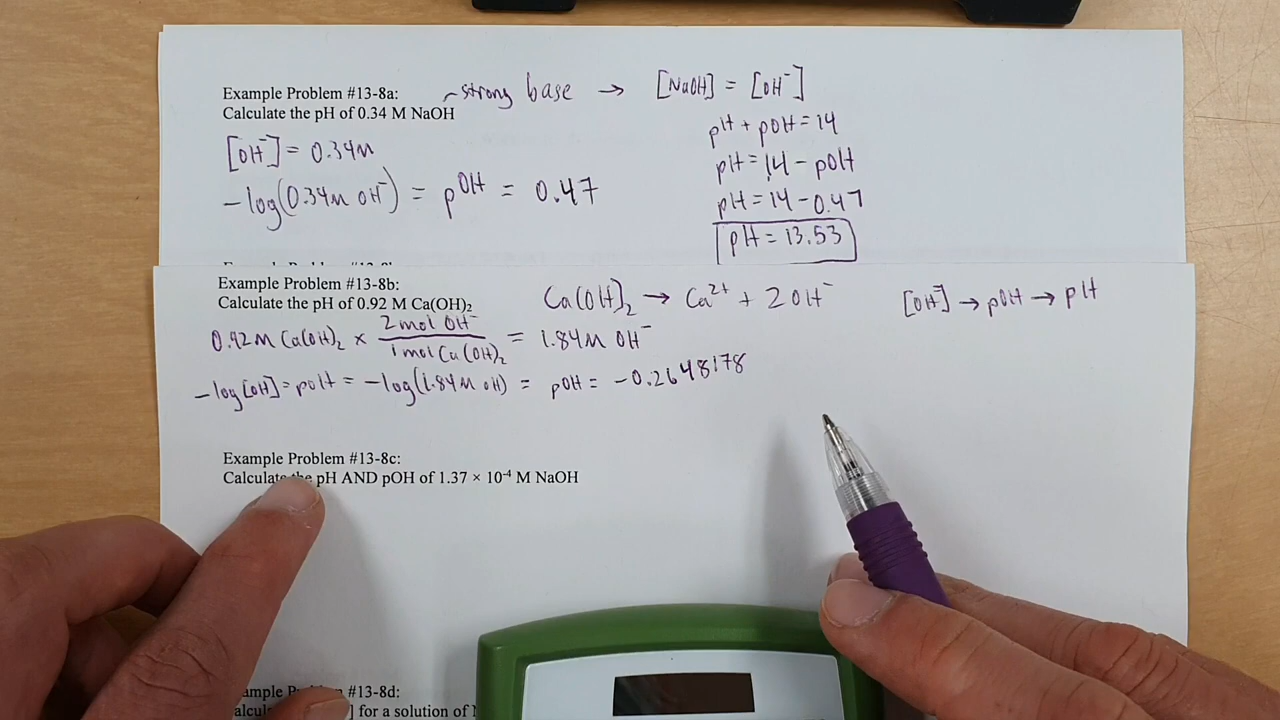 Example Problem #13-8a:
Calculate the pH of 0.34 M NaOH
strong base → [NaOH] = [OH⁻]
[OH⁻] = 0.34M
-log(0.34M OH⁻) = pOH = 0.47
pH + pOH = 14
pH = 14 - pOH
pH = 14 - 0.47
pH = 13.53
Example Problem #13-8b:
Calculate the pH of 0.92 M Ca(OH)₂
Ca(OH)₂ → Ca²⁺ + 2 OH⁻
[OH⁻] → pOH → pH
0.92M Ca(OH)₂ × 2 mol OH⁻ / 1 mol Ca(OH)₂ = 1.84M OH⁻
-log[OH⁻] = pOH = -log(1.84M OH) = pOH = -0.2648178
Example Problem #13-8c:
Calculate the pH AND pOH of 1.37 × 10⁻⁴ M NaOH
#13-8d:
] for a solution of